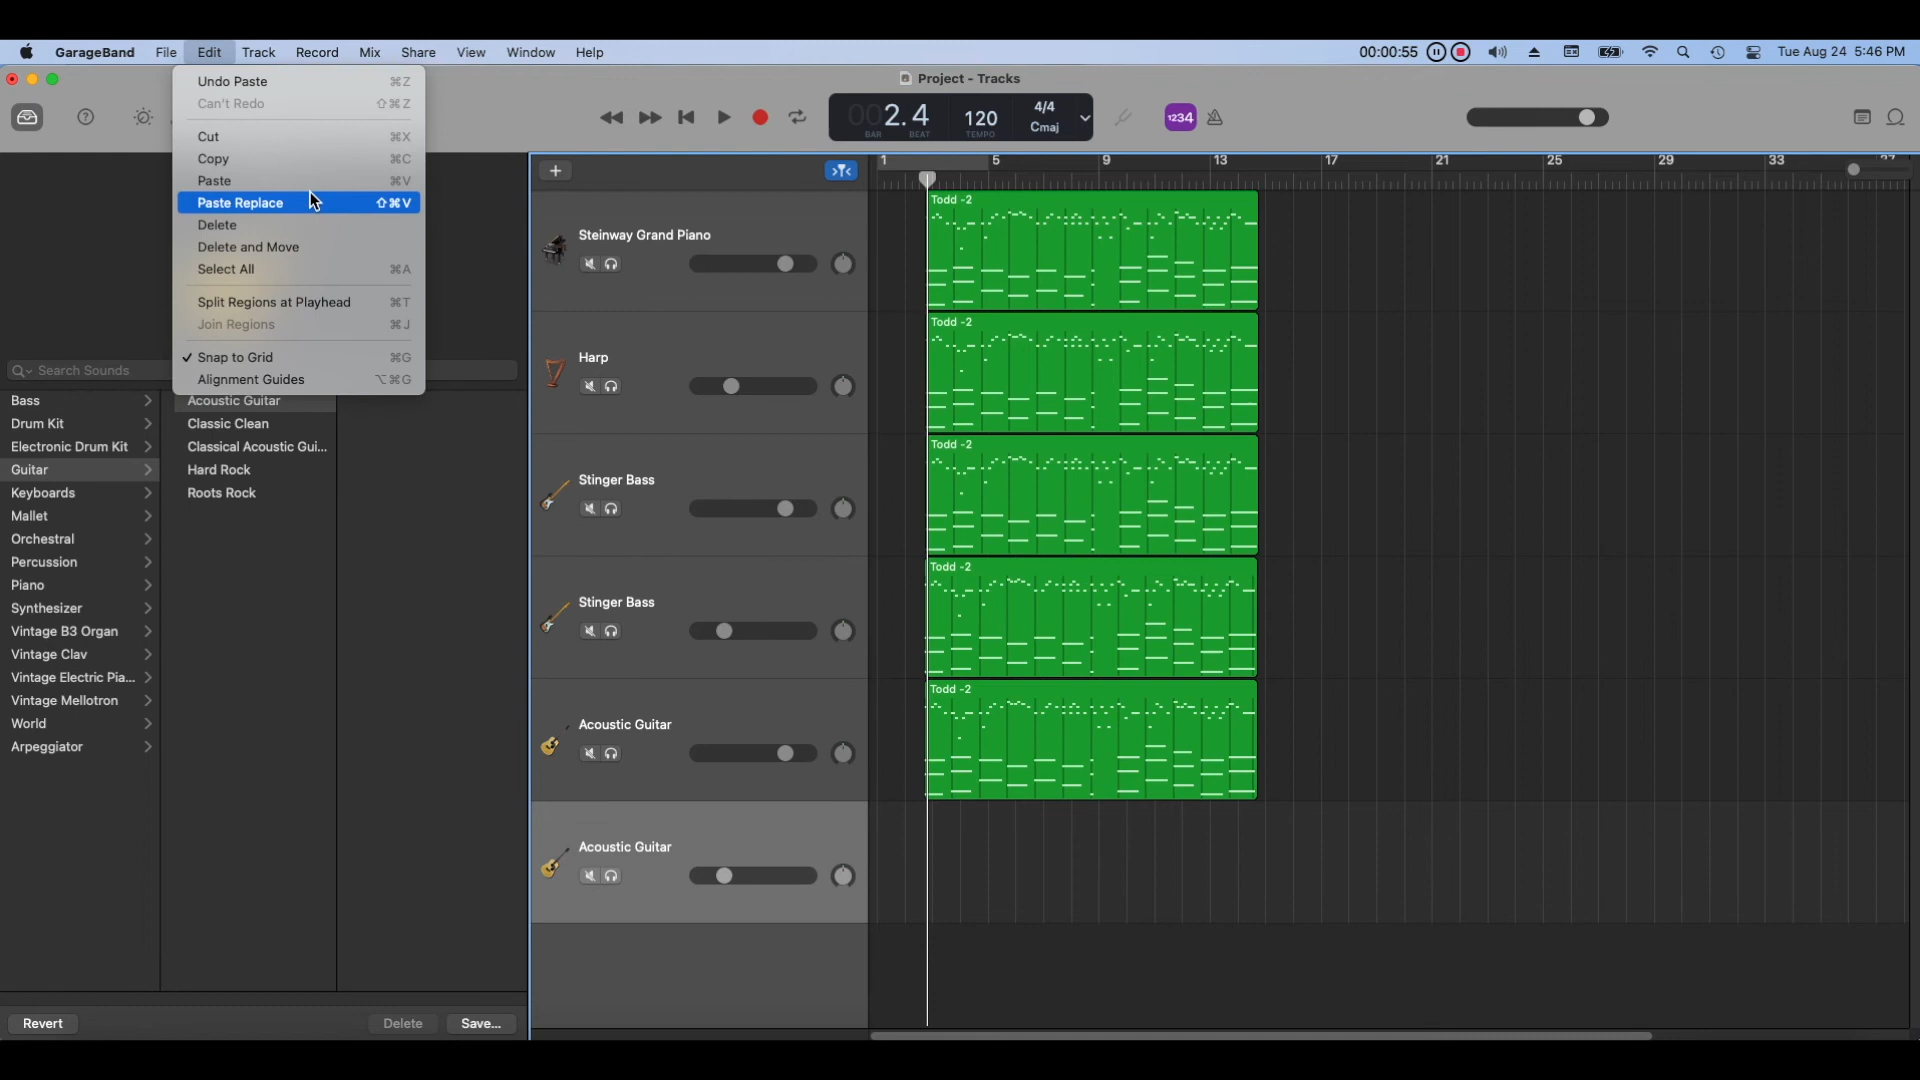 GarageBand File Edit Track Record Mix Share View Window Help 00:00:55 Tue Aug 24 5:46 PM
Project - Tracks
Undo Paste ⌘Z
Can't Redo ⇧⌘Z
Cut ⌘X
Copy ⌘C
Paste ⌘V
Paste Replace ⇧⌘V
Delete
Delete and Move
Select All ⌘A
Split Regions at Playhead ⌘T
Join Regions ⌘J
✓ Snap to Grid ⌘G
Alignment Guides ⌥⌘G
002.4 120 4/4
Cmaj
BAR BEAT TEMPO
1234
1 5 9 13 17 21 25 29 33
Search Sounds
Bass
Drum Kit
Electronic Drum Kit
Guitar
Keyboards
Mallet
Orchestral
Percussion
Piano
Synthesizer
Vintage B3 Organ
Vintage Clav
Vintage Electric Pia...
Vintage Mellotron
World
Arpeggiator
Acoustic Guitar
Classic Clean
Classical Acoustic Gui...
Hard Rock
Roots Rock
Steinway Grand Piano
Harp
Stinger Bass
Stinger Bass
Acoustic Guitar
Acoustic Guitar
Todd -2
Todd -2
Todd -2
Todd -2
Todd -2
Revert Delete Save...